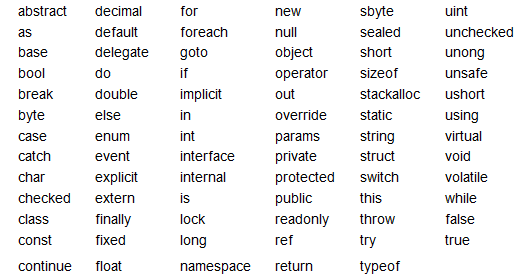 abstract decimal for new sbyte uint
as default foreach null sealed unchecked
base delegate goto object short unong
bool do if operator sizeof unsafe
break double implicit out stackalloc ushort
byte else in override static using
case enum int params string virtual
catch event interface private struct void
char explicit internal protected switch volatile
checked extern is public this while
class finally lock readonly throw false
const fixed long ref try true
continue float namespace return typeof